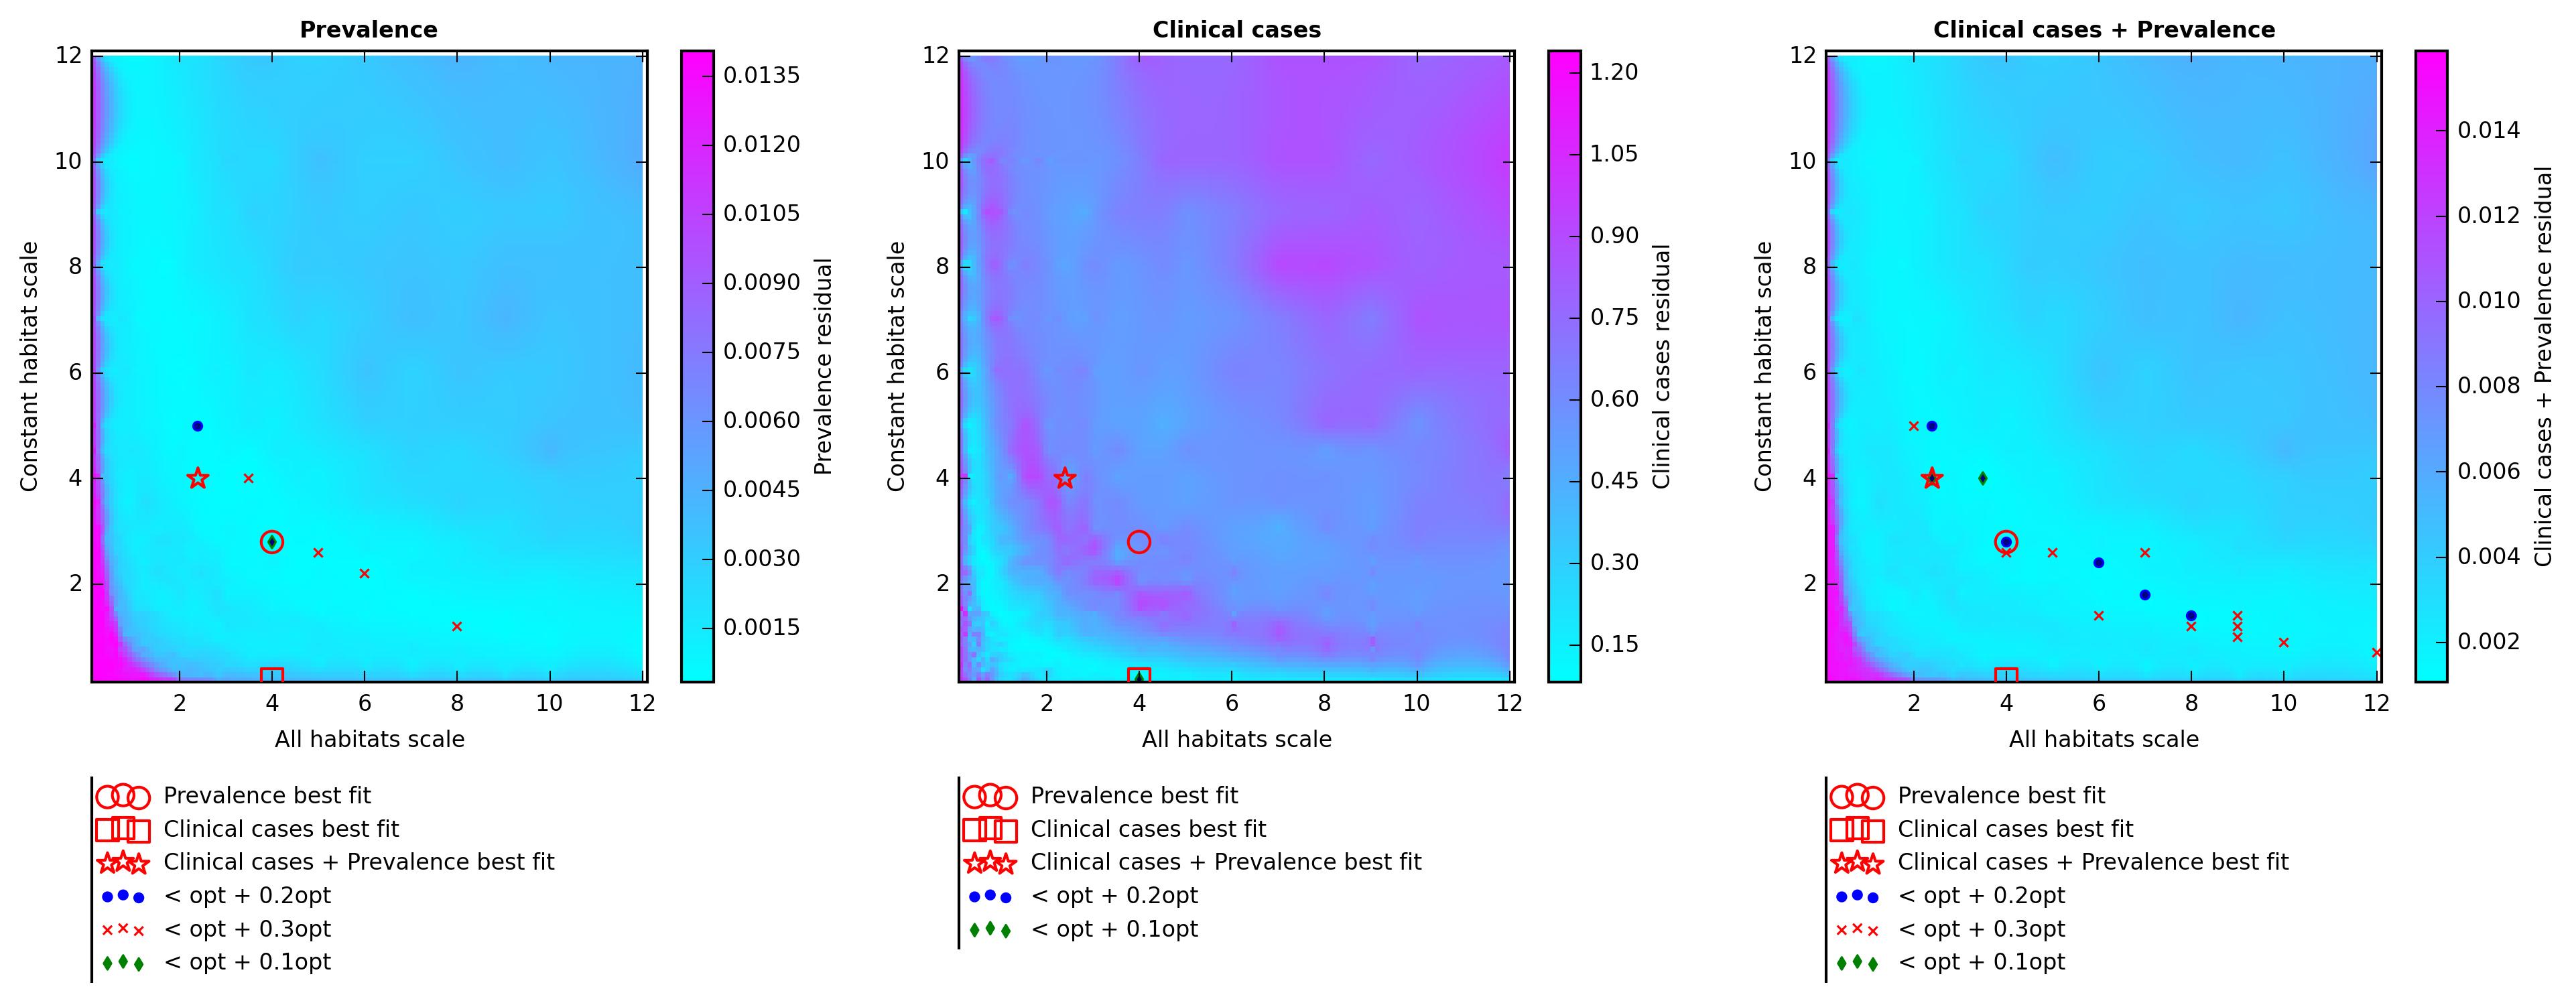 Prevalence
12
10
8
6
4
2
2 4 6 8 10 12
Constant habitat scale
All habitats scale
0.0135
0.0120
0.0105
0.0090
0.0075
0.0060
0.0045
0.0030
0.0015
Prevalence residual
Prevalence best fit
Clinical cases best fit
Clinical cases + Prevalence best fit
< opt + 0.2opt
< opt + 0.3opt
< opt + 0.1opt
Clinical cases
12
10
8
6
4
2
2 4 6 8 10 12
Constant habitat scale
All habitats scale
1.20
1.05
0.90
0.75
0.60
0.45
0.30
0.15
Clinical cases residual
Prevalence best fit
Clinical cases best fit
Clinical cases + Prevalence best fit
< opt + 0.2opt
< opt + 0.1opt
Clinical cases + Prevalence
12
10
8
6
4
2
2 4 6 8 10 12
Constant habitat scale
All habitats scale
0.014
0.012
0.010
0.008
0.006
0.004
0.002
Clinical cases + Prevalence residual
Prevalence best fit
Clinical cases best fit
Clinical cases + Prevalence best fit
< opt + 0.2opt
< opt + 0.3opt
< opt + 0.1opt